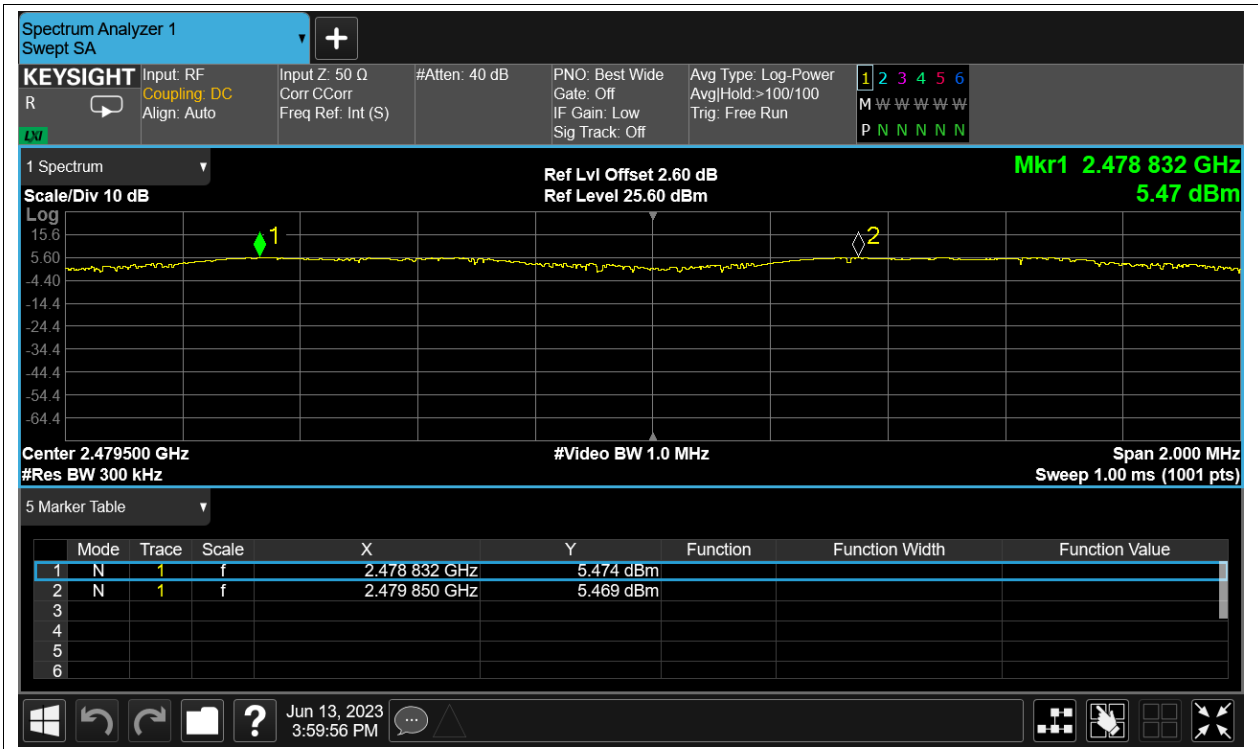 Spectrum Analyzer 1
Swept SA
KEYSIGHT Input: RF Input Z: 50 Ω #Atten: 40 dB PNO: Best Wide Avg Type: Log-Power 1 2 3 4 5 6
R Coupling: DC Corr CCorr Gate: Off Avg|Hold:>100/100 M W W W W W
Align: Auto Freq Ref: Int (S) IF Gain: Low Trig: Free Run
LXI Sig Track: Off P N N N N N
1 Spectrum Ref Lvl Offset 2.60 dB Mkr1 2.478 832 GHz
Scale/Div 10 dB Ref Level 25.60 dBm 5.47 dBm
Log
15.6 1 2
5.60
-4.40
-14.4
-24.4
-34.4
-44.4
-54.4
-64.4
Center 2.479500 GHz #Video BW 1.0 MHz Span 2.000 MHz
#Res BW 300 kHz Sweep 1.00 ms (1001 pts)
5 Marker Table
Mode Trace Scale X Y Function Function Width Function Value
1 N 1 f 2.478 832 GHz 5.474 dBm
2 N 1 f 2.479 850 GHz 5.469 dBm
3
4
5
6
? Jun 13, 2023
3:59:56 PM